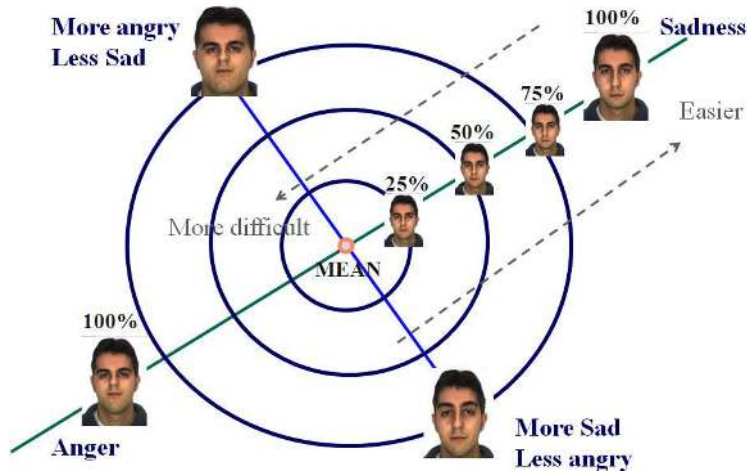 More angry
Less Sad
100%
Sadness
75%
Easier
50%
25%
More difficult
MEAN
100%
Anger
More Sad
Less angry